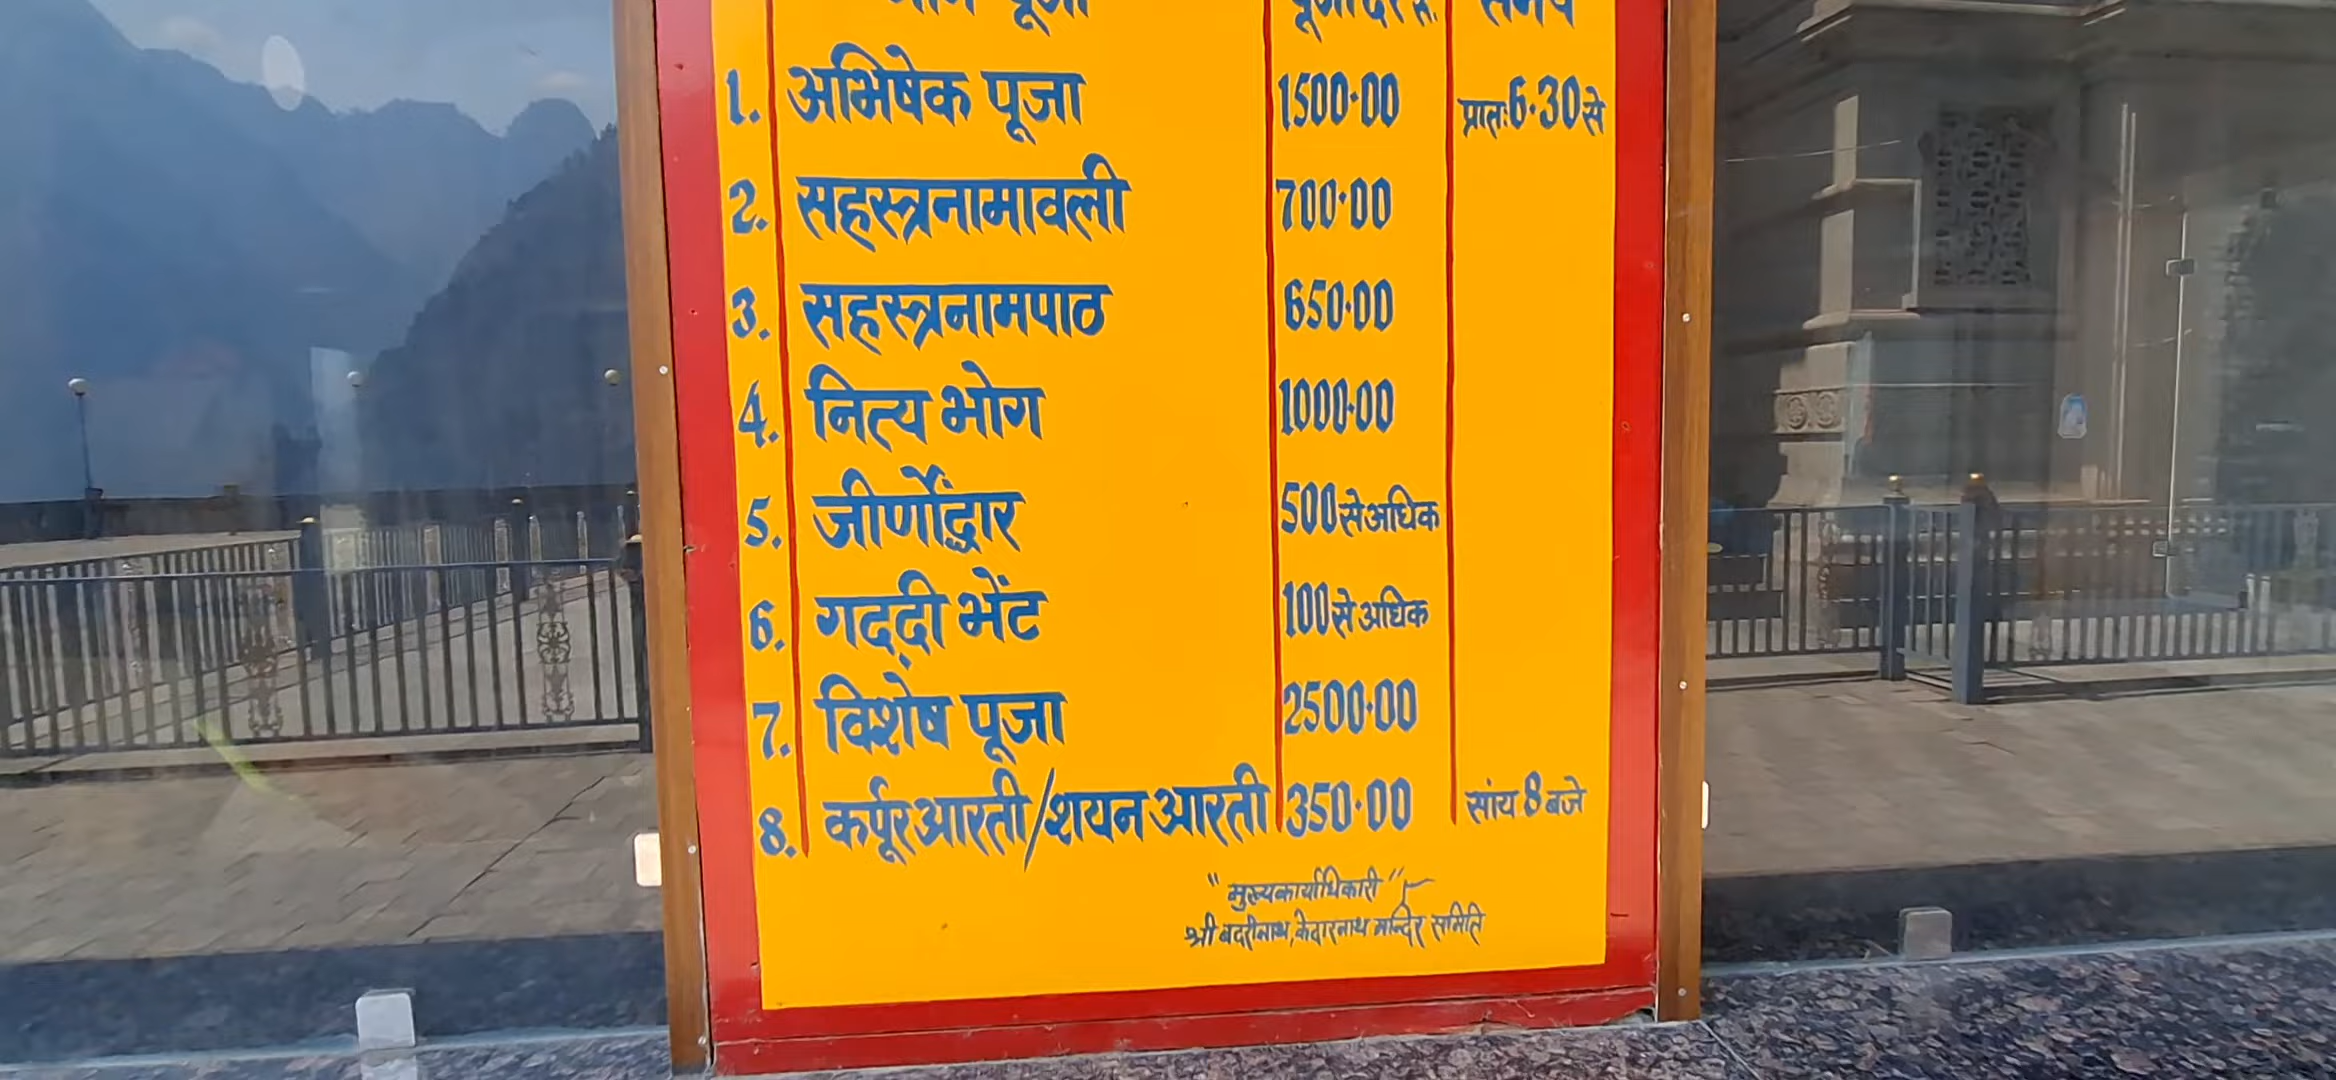 नाम पूजा पूजा दर रु. समय
1. अभिषेक पूजा 1500.00 प्रातः 6.30 से
2. सहस्त्रनामावली 700.00
3. सहस्त्रनामपाठ 650.00
4. नित्य भोग 1000.00
5. जीर्णोंद्धार 500 से अधिक
6. गद्दी भेंट 100 से अधिक
7. विशेष पूजा 2500.00
8. कर्पूर आरती/शयन आरती 350.00 सांय 8 बजे
"मुख्यकार्याधिकारी"
श्री बदरीनाथ, केदारनाथ मन्दिर समिति